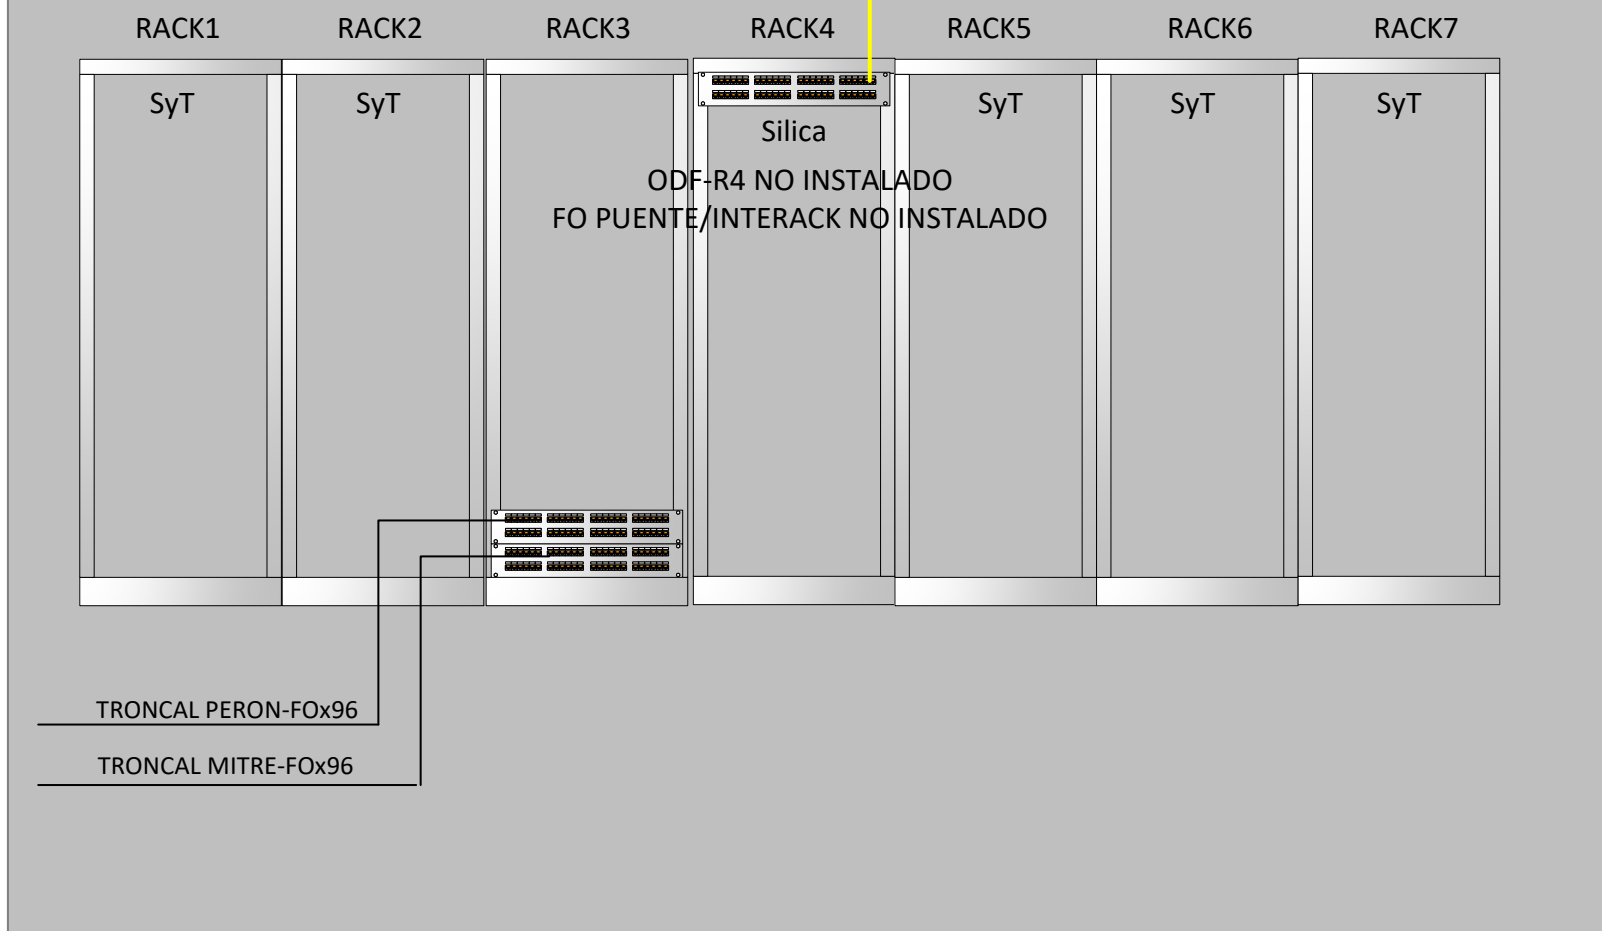 RACK1
RACK2
RACK3
RACK4
RACK5
RACK6
RACK7
SyT
SyT
SyT
SyT
SyT
Silica
ODF-R4 NO INSTALADO
FO PUENTE/INTERACK NO INSTALADO
TRONCAL PERON-FOx96
TRONCAL MITRE-FOx96